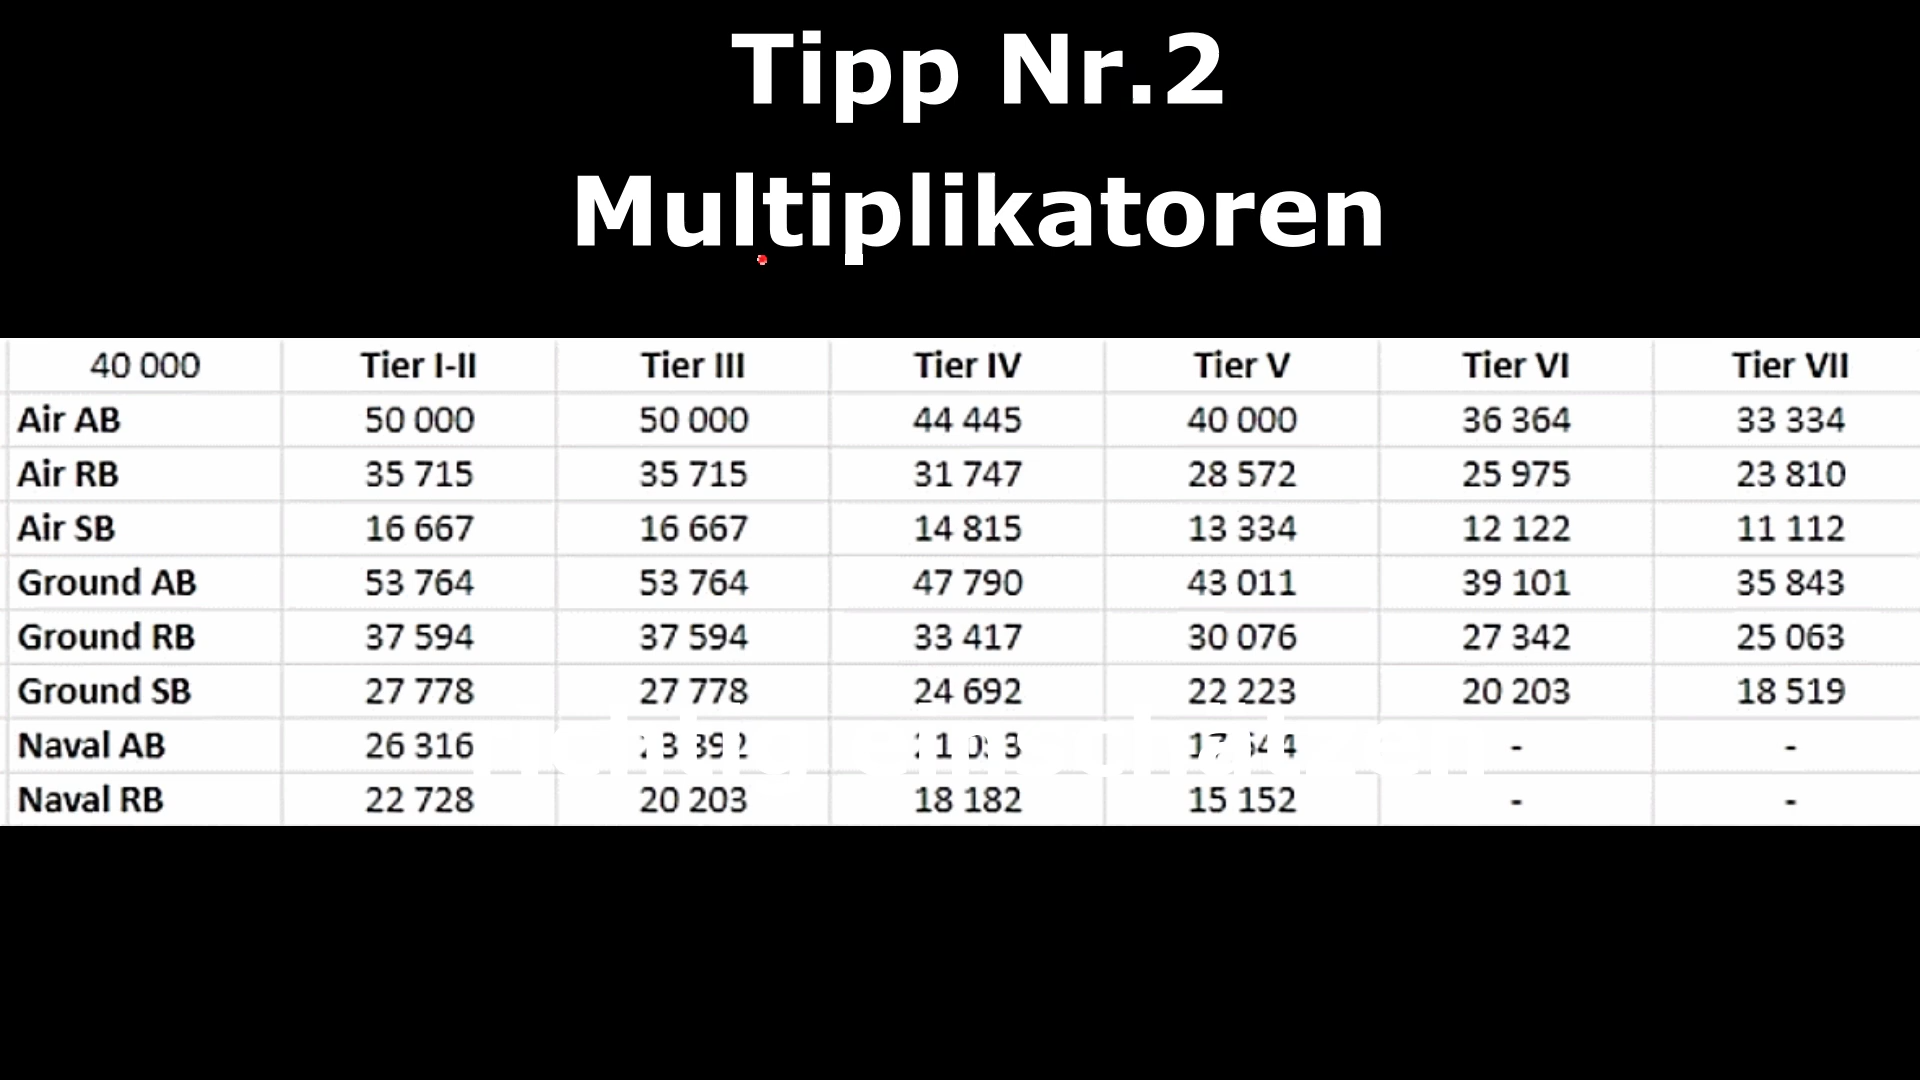 Tipp Nr.2
Multiplikatoren
40 000 Tier I-II Tier III Tier IV Tier V Tier VI Tier VII
Air AB 50 000 50 000 44 445 40 000 36 364 33 334
Air RB 35 715 35 715 31 747 28 572 25 975 23 810
Air SB 16 667 16 667 14 815 13 334 12 122 11 112
Ground AB 53 764 53 764 47 790 43 011 39 101 35 843
Ground RB 37 594 37 594 33 417 30 076 27 342 25 063
Ground SB 27 778 27 778 24 692 22 223 20 203 18 519
richtig einschätzen
Naval AB 26 316 - -
Naval RB 22 728 20 203 18 182 15 152 - -